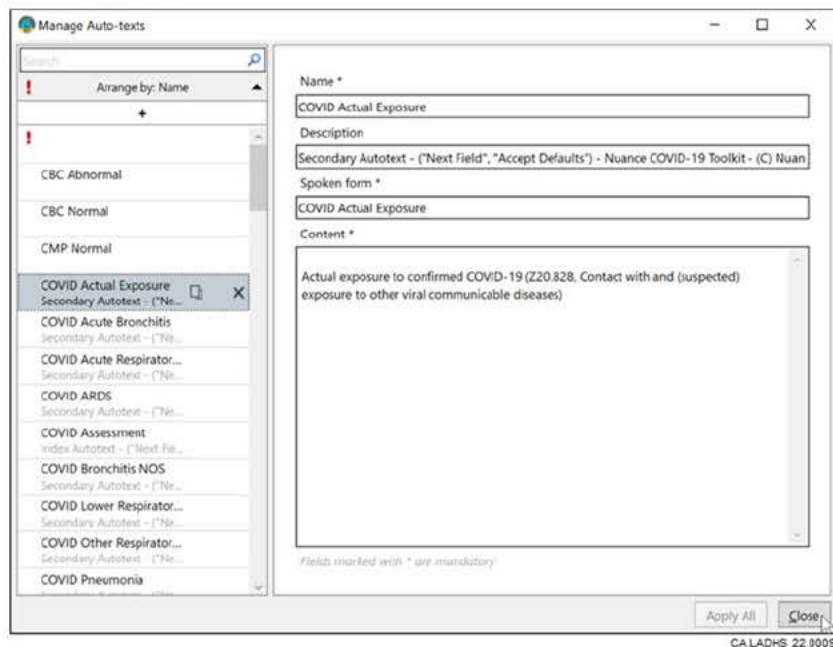 Manage Auto-texts
Search
! Arrange by: Name
+
!
CBC Abnormal
CBC Normal
CMP Normal
COVID Actual Exposure
Secondary Autotext - ("Ne...
COVID Acute Bronchitis
Secondary Autotext - ("Ne...
COVID Acute Respirator...
Secondary Autotext - ("Ne...
COVID ARDS
Secondary Autotext - ("Ne...
COVID Assessment
Index Autotext - ("Next Fie...
COVID Bronchitis NOS
Secondary Autotext - ("Ne...
COVID Lower Respirator...
Secondary Autotext - ("Ne...
COVID Other Respirator...
Secondary Autotext - ("Ne...
COVID Pneumonia
Name *
COVID Actual Exposure
Description
Secondary Autotext - ("Next Field", "Accept Defaults") - Nuance COVID-19 Toolkit - (C) Nuan
Spoken form *
COVID Actual Exposure
Content *
Actual exposure to confirmed COVID-19 (Z20.828, Contact with and (suspected)
exposure to other viral communicable diseases)
Fields marked with * are mandatory
Apply All
Close
CA LADHS 22.0009